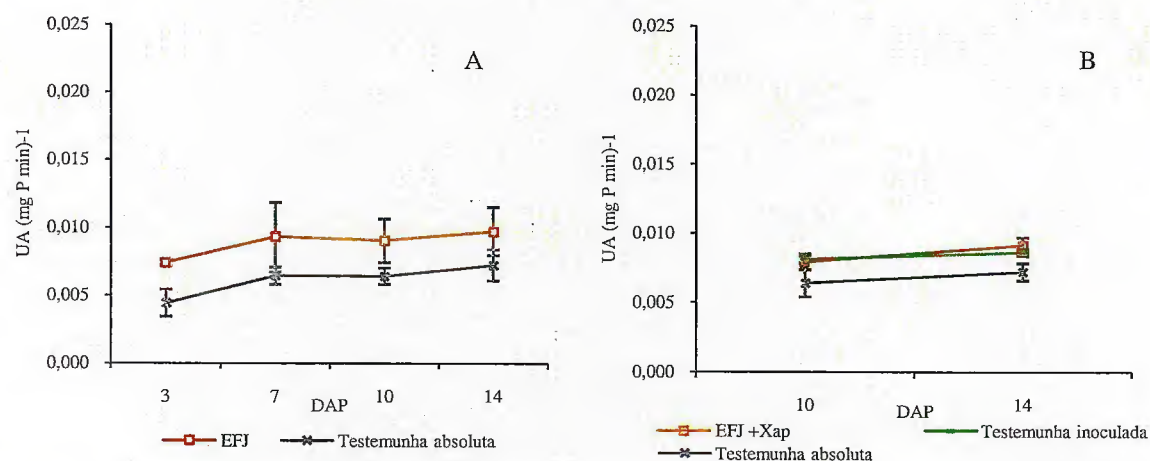 0,025
0,020
0,015
0,010
0,005
0,000
UA (mg P min)-1
A
3 7 10 14
DAP
EFJ Testemunha absoluta
0,025
0,020
0,015
0,010
0,005
0,000
UA (mg P min)-1
B
10 14
DAP
EFJ +Xap Testemunha inoculada
Testemunha absoluta